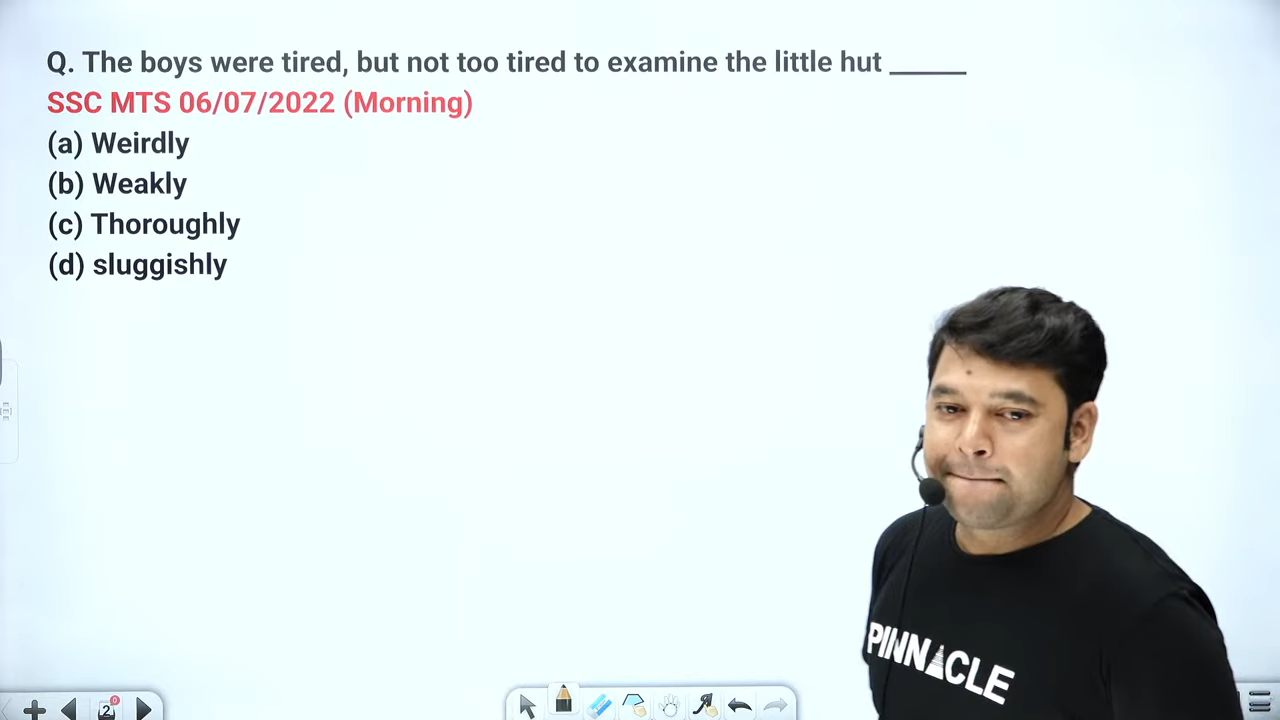 Q. The boys were tired, but not too tired to examine the little hut ______
SSC MTS 06/07/2022 (Morning)
(a) Weirdly
(b) Weakly
(c) Thoroughly
(d) sluggishly
PINNACLE
2
0